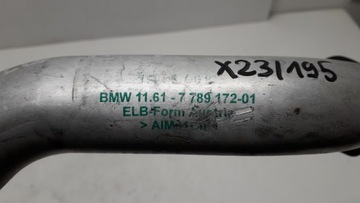 X23/195
BMW 11.61 - 7 789 172-01
ELB-Form Austria